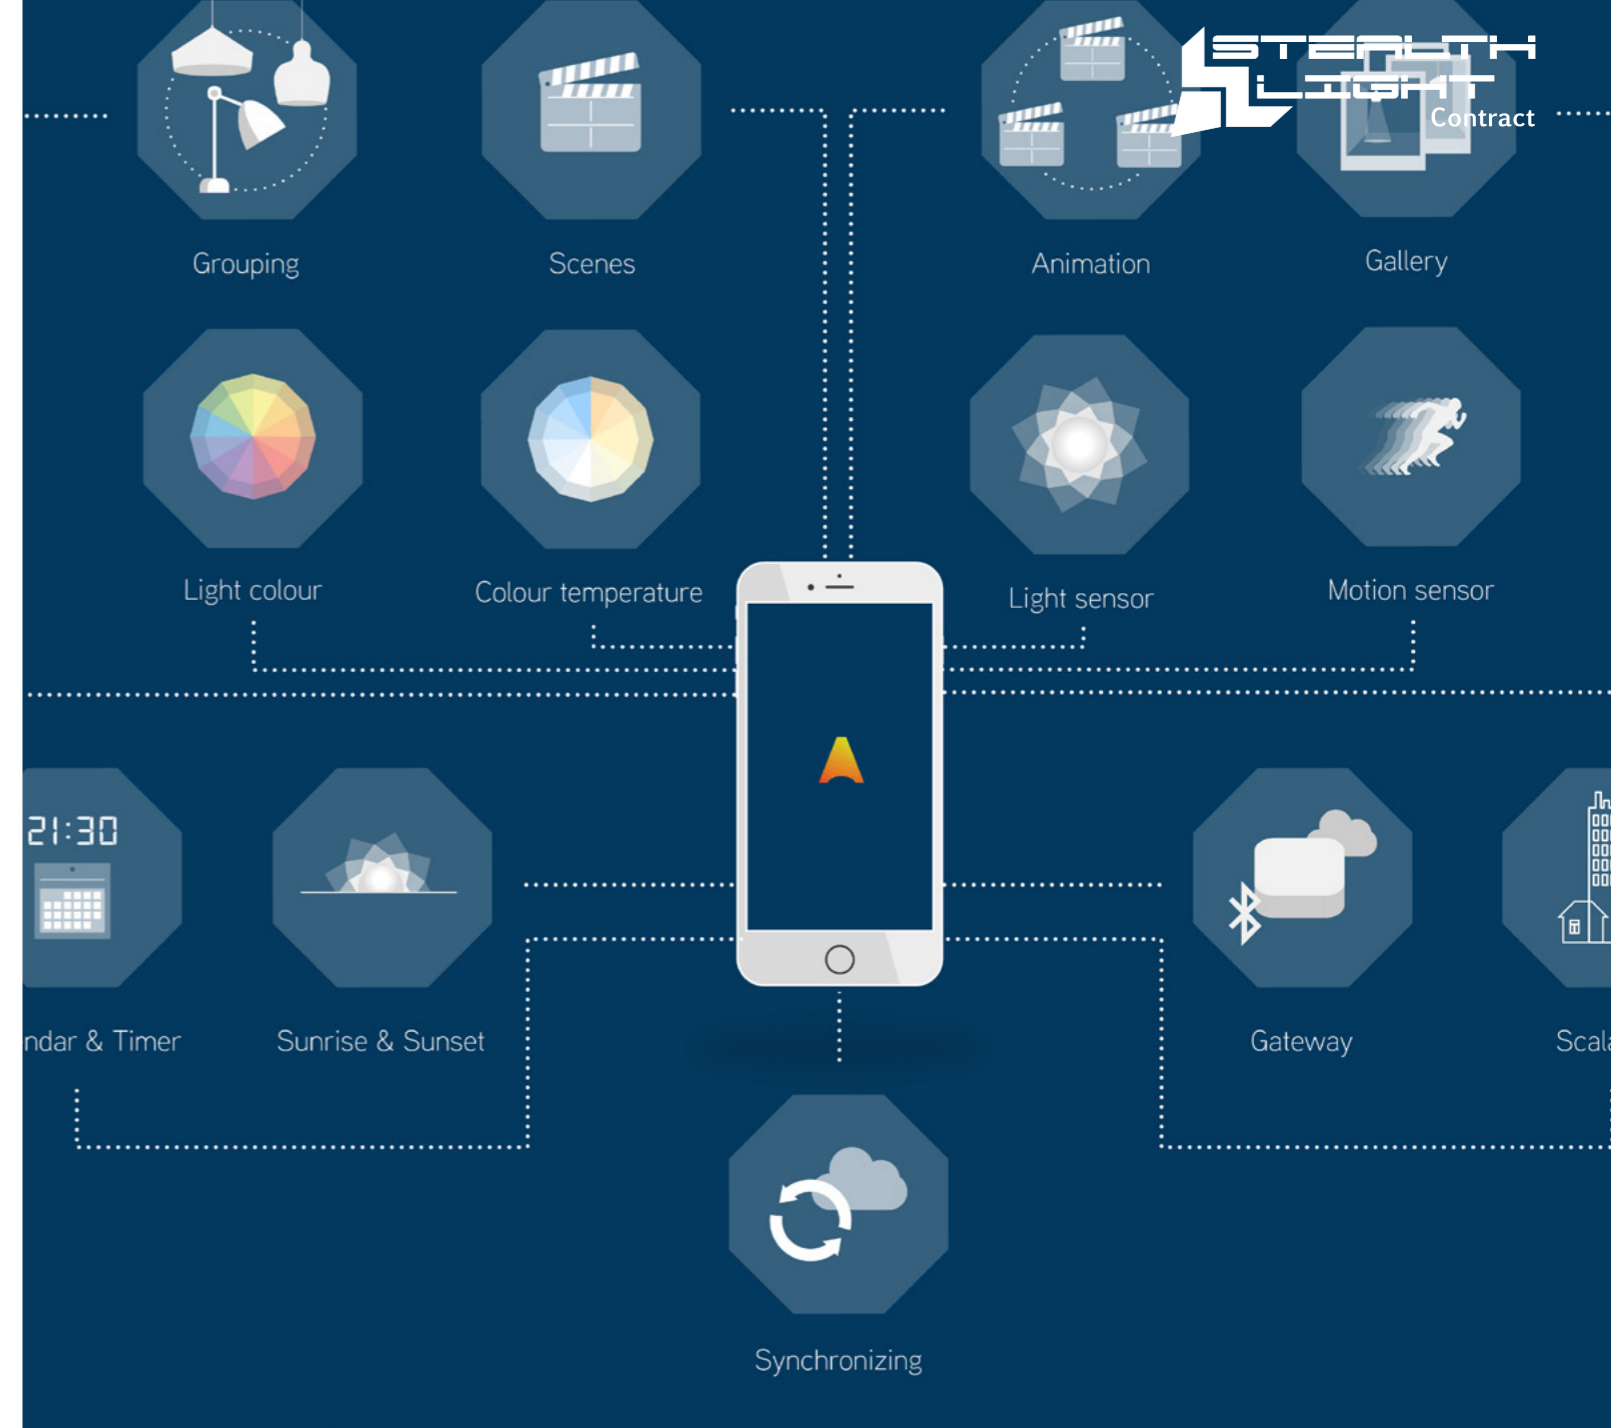 STEALTH
LIGHT
Contract
Grouping
Scenes
Animation
Gallery
Light colour
Colour temperature
Light sensor
Motion sensor
21:30
ndar & Timer
Sunrise & Sunset
Gateway
Scala
Synchronizing